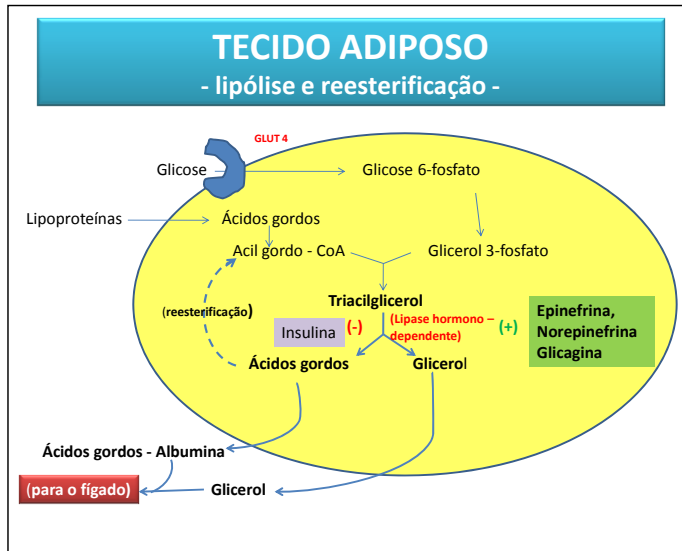 TECIDO ADIPOSO
- lipólise e reesterificação -
GLUT 4
Glicose
Glicose 6-fosfato
Lipoproteínas
Ácidos gordos
Acil gordo - CoA
Glicerol 3-fosfato
Triacilglicerol
(reesterificação)
Insulina
(-)
(Lipase hormono –
dependente)
(+)
Epinefrina,
Norepinefrina
Glicagina
Ácidos gordos
Glicerol
Ácidos gordos - Albumina
(para o fígado)
Glicerol